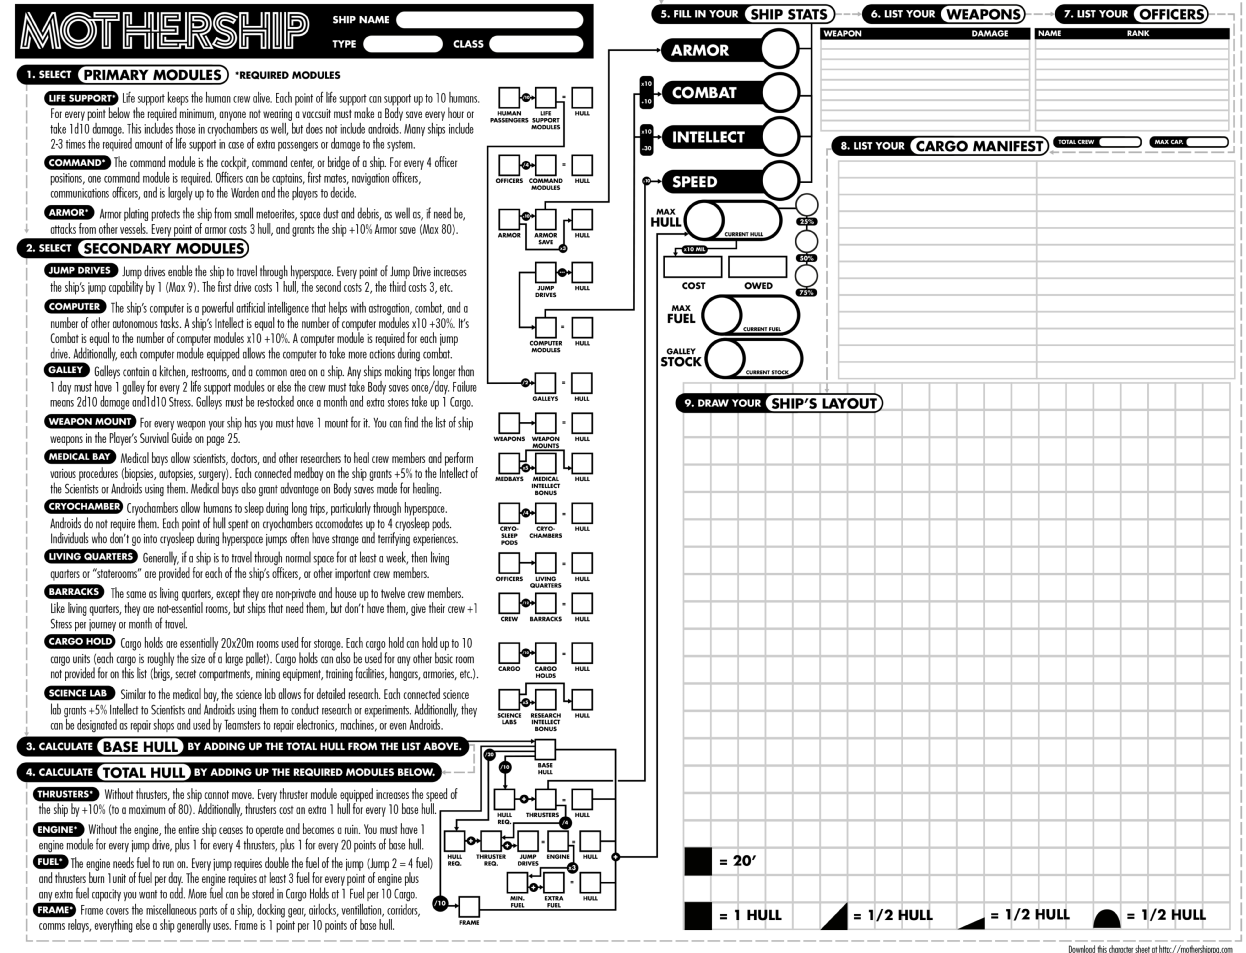 MOTHERSHIP
SHIP NAME
TYPE CLASS
1. SELECT PRIMARY MODULES *REQUIRED MODULES
LIFE SUPPORT* Life support keeps the human crew alive. Each point of life support can support up to 10 humans.
For every point below the required minimum, anyone not wearing a vaccsuit must make a Body save every hour or
take 1d10 damage. This includes those in cryochambers as well, but does not include androids. Many ships include
2-3 times the required amount of life support in case of extra passengers or damage to the system.
COMMAND* The command module is the cockpit, command center, or bridge of a ship. For every 4 officer
positions, one command module is required. Officers can be captains, first mates, navigation officers,
communications officers, and is largely up to the Warden and the players to decide.
ARMOR* Armor plating protects the ship from small metoerites, space dust and debris, as well as, if need be,
attacks from other vessels. Every point of armor costs 3 hull, and grants the ship +10% Armor save (Max 80).
2. SELECT SECONDARY MODULES
JUMP DRIVES Jump drives enable the ship to travel through hyperspace. Every point of Jump Drive increases
the ship's jump capability by 1 (Max 9). The first drive costs 1 hull, the second costs 2, the third costs 3, etc.
COMPUTER The ship's computer is a powerful artificial intelligence that helps with astrogation, combat, and a
number of other autonomous tasks. A ship's Intellect is equal to the number of computer modules x10 +30%. It's
Combat is equal to the number of computer modules x10 +10%. A computer module is required for each jump
drive. Additionally, each computer module equipped allows the computer to take more actions during combat.
GALLEY Galleys contain a kitchen, restrooms, and a common area on a ship. Any ships making trips longer than
1 day must have 1 galley for every 2 life support modules or else the crew must take Body saves once/day. Failure
means 2d10 damage and1d10 Stress. Galleys must be re-stocked once a month and extra stores take up 1 Cargo.
WEAPON MOUNT For every weapon your ship has you must have 1 mount for it. You can find the list of ship
weapons in the Player's Survival Guide on page 25.
MEDICAL BAY Medical bays allow scientists, doctors, and other researchers to heal crew members and perform
various procedures (biopsies, autopsies, surgery). Each connected medbay on the ship grants +5% to the Intellect of
the Scientists or Androids using them. Medical bays also grant advantage on Body saves made for healing.
CRYOCHAMBER Cryochambers allow humans to sleep during long trips, particularly through hyperspace.
Androids do not require them. Each point of hull spent on cryochambers accomodates up to 4 cryosleep pods.
Individuals who don't go into cryosleep during hyperspace jumps often have strange and terrifying experiences.
LIVING QUARTERS Generally, if a ship is to travel through normal space for at least a week, then living
quarters or "staterooms" are provided for each of the ship's officers, or other important crew members.
BARRACKS The same as living quarters, except they are non-private and house up to twelve crew members.
Like living quarters, they are not-essential rooms, but ships that need them, but don't have them, give their crew +1
Stress per journey or month of travel.
CARGO HOLD Cargo holds are essentially 20x20m rooms used for storage. Each cargo hold can hold up to 10
cargo units (each cargo is roughly the size of a large pallet). Cargo holds can also be used for any other basic room
not provided for on this list (brigs, secret compartments, mining equipment, training facilities, hangars, armories, etc.).
SCIENCE LAB Similar to the medical bay, the science lab allows for detailed research. Each connected science
lab grants +5% Intellect to Scientists and Androids using them to conduct research or experiments. Additionally, they
can be designated as repair shops and used by Teamsters to repair electronics, machines, or even Androids.
3. CALCULATE BASE HULL BY ADDING UP THE TOTAL HULL FROM THE LIST ABOVE.
4. CALCULATE TOTAL HULL BY ADDING UP THE REQUIRED MODULES BELOW.
THRUSTERS* Without thrusters, the ship cannot move. Every thruster module equipped increases the speed of
the ship by +10% (to a maximum of 80). Additionally, thrusters cost an extra 1 hull for every 10 base hull.
ENGINE* Without the engine, the entire ship ceases to operate and becomes a ruin. You must have 1
engine module for every jump drive, plus 1 for every 4 thrusters, plus 1 for every 20 points of base hull.
FUEL* The engine needs fuel to run on. Every jump requires double the fuel of the jump (Jump 2 = 4 fuel)
and thrusters burn 1unit of fuel per day. The engine requires at least 3 fuel for every point of engine plus
any extra fuel capacity you want to add. More fuel can be stored in Cargo Holds at 1 Fuel per 10 Cargo.
FRAME* Frame covers the miscellaneous parts of a ship, docking gear, airlocks, ventillation, corridors,
comms relays, everything else a ship generally uses. Frame is 1 point per 10 points of base hull.
=
HUMAN PASSENGERS LIFE SUPPORT MODULES HULL
/4 =
OFFICERS COMMAND MODULES HULL
ARMOR ARMOR SAVE HULL
x3
JUMP DRIVES HULL
=
COMPUTER MODULES HULL
/2 =
GALLEYS HULL
=
WEAPONS WEAPON MOUNTS HULL
x5
MEDBAYS MEDICAL INTELLECT BONUS HULL
/4 =
CRYO-SLEEP PODS CRYO-CHAMBERS HULL
=
OFFICERS LIVING QUARTERS HULL
=
CREW BARRACKS HULL
=
CARGO CARGO HOLDS HULL
x5
SCIENCE LABS RESEARCH INTELLECT BONUS HULL
/20
BASE HULL
/10
+ =
HULL REQ. THRUSTERS HULL
/4
+ + = =
HULL REQ. THRUSTER REQ. JUMP DRIVES ENGINE HULL
x3
+ =
MIN. FUEL EXTRA FUEL HULL
/10
FRAME
+
5. FILL IN YOUR SHIP STATS
ARMOR
x10
+10
COMBAT
x10
+30
INTELLECT
SPEED
MAX HULL
CURRENT HULL
25%
50%
75%
x10 MIL
COST OWED
MAX FUEL
CURRENT FUEL
GALLEY STOCK
CURRENT STOCK
6. LIST YOUR WEAPONS
WEAPON DAMAGE
7. LIST YOUR OFFICERS
NAME RANK
8. LIST YOUR CARGO MANIFEST
TOTAL CREW MAX CAP.
9. DRAW YOUR SHIP'S LAYOUT
= 20'
= 1 HULL = 1/2 HULL = 1/2 HULL = 1/2 HULL
Download this character sheet at http://mothershiprpg.com